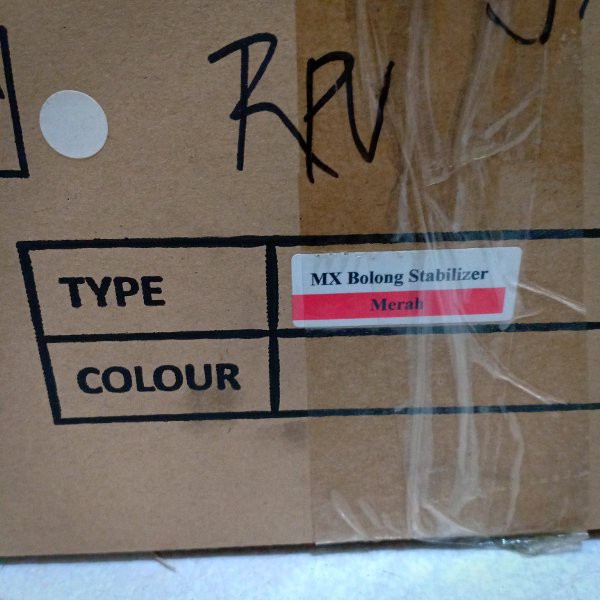 RPV
TYPE
MX Bolong Stabilizer
Merah
COLOUR